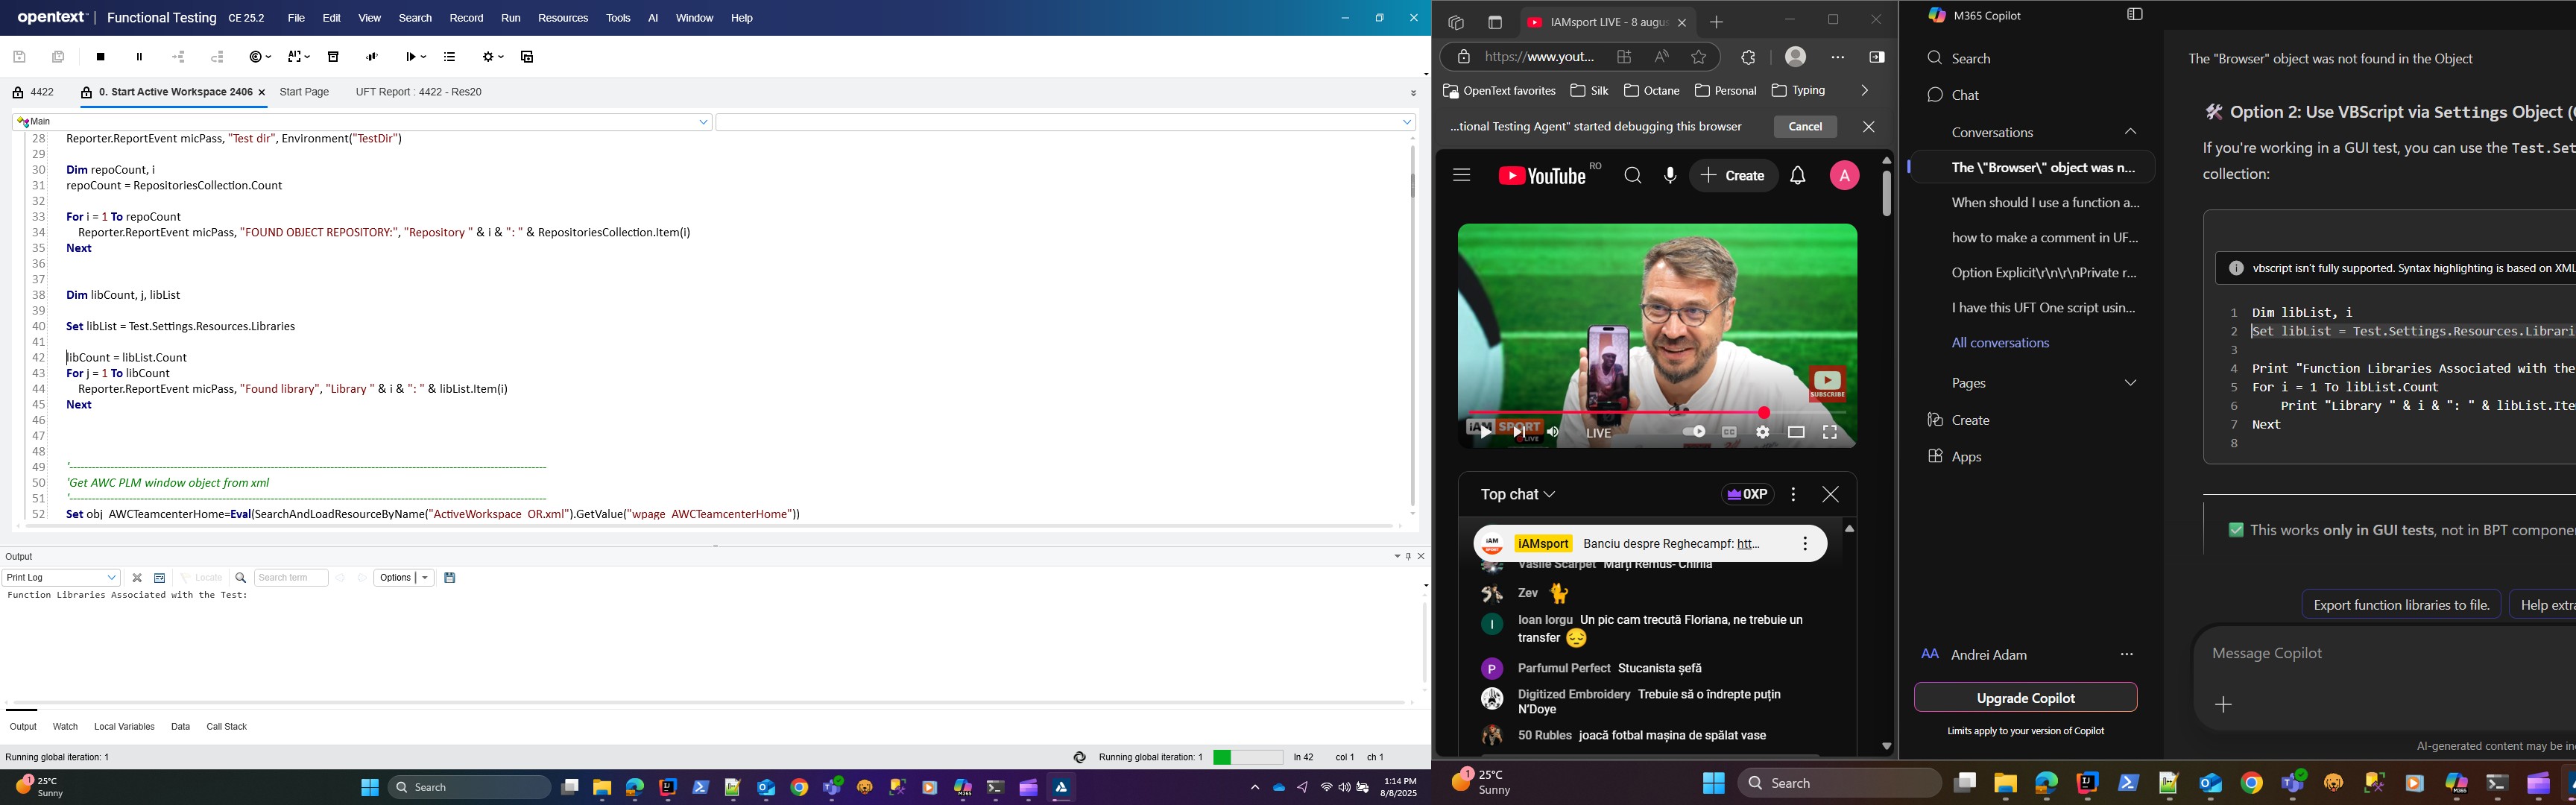 opentext | Functional Testing CE 25.2 File Edit View Search Record Run Resources Tools AI Window Help
4422 0. Start Active Workspace 2406 Start Page UFT Report : 4422 - Res20
Main
28 Reporter.ReportEvent micPass, "Test dir", Environment("TestDir")
29
30 Dim repoCount, i
31 repoCount = RepositoriesCollection.Count
32
33 For i = 1 To repoCount
34 Reporter.ReportEvent micPass, "FOUND OBJECT REPOSITORY:", "Repository " & i & ": " & RepositoriesCollection.Item(i)
35 Next
36
37
38 Dim libCount, j, libList
39
40 Set libList = Test.Settings.Resources.Libraries
41
42 libCount = libList.Count
43 For j = 1 To libCount
44 Reporter.ReportEvent micPass, "Found library", "Library " & i & ": " & libList.Item(i)
45 Next
46
47
48
49 '------------------------------------------------------------
50 'Get AWC PLM window object from xml
51 '------------------------------------------------------------
52 Set obj_AWCTeamcenterHome=Eval(SearchAndLoadResourceByName("ActiveWorkspace_OR.xml").GetValue("wpage_AWCTeamcenterHome"))
Output
Print Log Locate Search term Options
Function Libraries Associated with the Test:
Output Watch Local Variables Data Call Stack
Running global iteration: 1 Running global iteration: 1 ln 42 col 1 ch 1
1 25°C
Sunny
Search
1:14 PM
8/8/2025
IAMsport LIVE - 8 augus
https://www.yout...
OpenText favorites Silk Octane Personal Typing
...tional Testing Agent" started debugging this browser Cancel
YouTube RO Create A
SUBSCRIBE
iAM SPORT
LIVE
LIVE
Top chat 0XP
iAMsport Banciu despre Reghecampf: htt...
Vasile Scarpet Marți Remus- Chirila
Zev
I Ioan Iorgu Un pic cam trecută Floriana, ne trebuie un
transfer
P Parfumul Perfect Stucanista șefă
Digitized Embroidery Trebuie să o îndrepte puțin
N'Doye
50 Rubles joacă fotbal mașina de spălat vase
1 25°C
Sunny
Search
M365 Copilot
Search
Chat
Conversations
The \"Browser\" object was n...
When should I use a function a...
how to make a comment in UF...
Option Explicit\r\n\r\nPrivate r...
I have this UFT One script usin...
All conversations
Pages
Create
Apps
AA Andrei Adam
Upgrade Copilot
Limits apply to your version of Copilot
The "Browser" object was not found in the Object
Option 2: Use VBScript via Settings Object (
If you're working in a GUI test, you can use the Test.Set
collection:
vbscript isn't fully supported. Syntax highlighting is based on XML
1 Dim libList, i
2 Set libList = Test.Settings.Resources.Librari
3
4 Print "Function Libraries Associated with the
5 For i = 1 To libList.Count
6 Print "Library " & i & ": " & libList.Ite
7 Next
8
This works only in GUI tests, not in BPT componen
Export function libraries to file. Help extra
Message Copilot
AI-generated content may be in